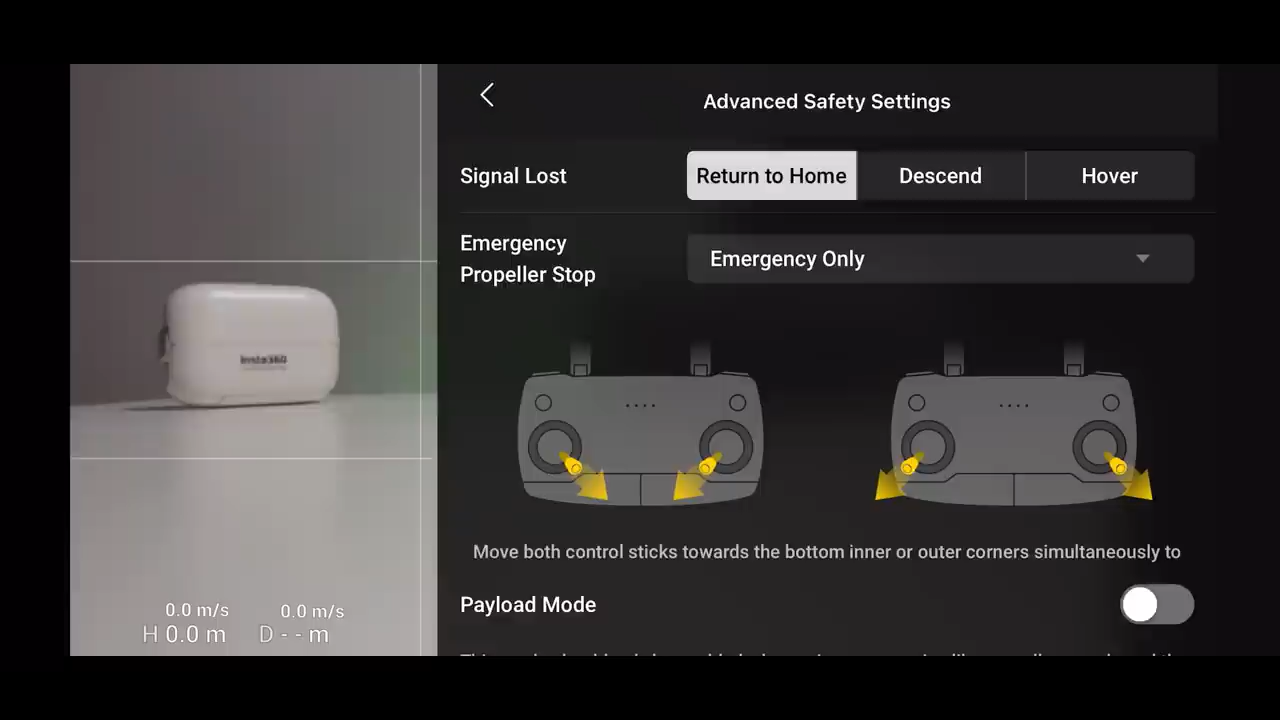 Advanced Safety Settings
Signal Lost
Return to Home
Descend
Hover
Emergency
Propeller Stop
Emergency Only
Insta360
Move both control sticks towards the bottom inner or outer corners simultaneously to
Payload Mode
0.0 m/s
0.0 m/s
H 0.0 m
D - - m